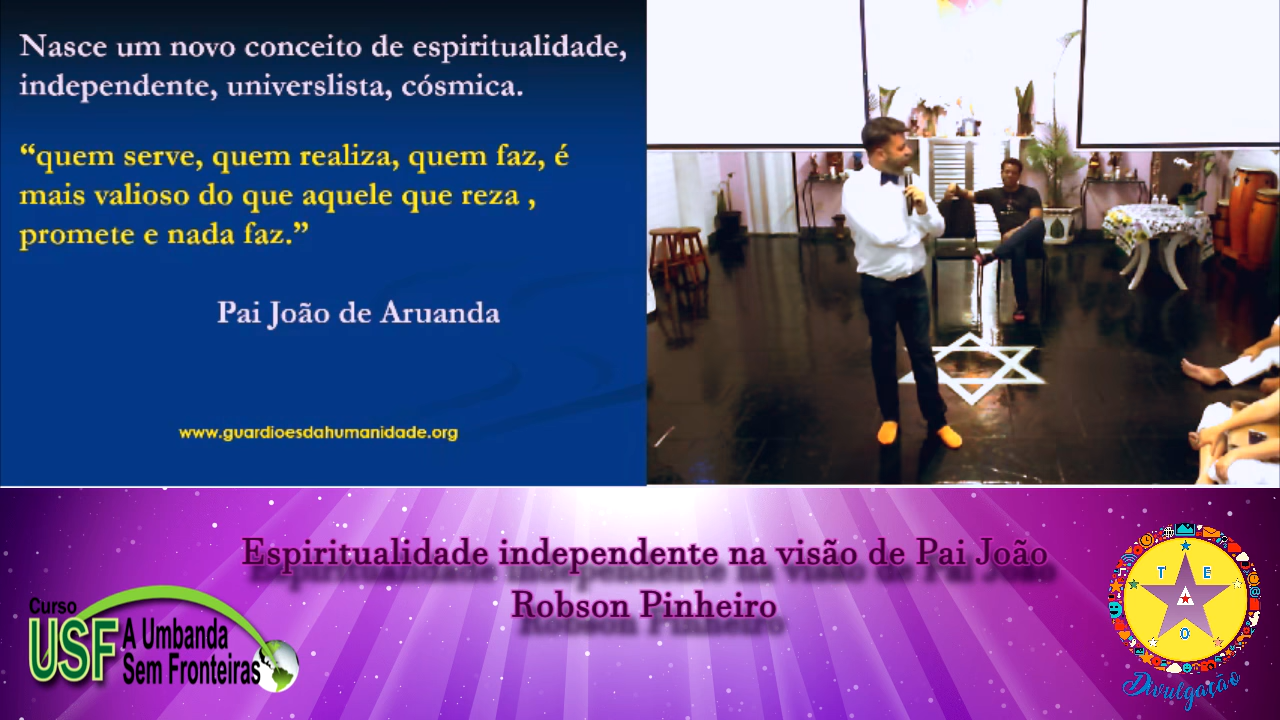 Nasce um novo conceito de espiritualidade,
independente, universlista, cósmica.
“quem serve, quem realiza, quem faz, é
mais valioso do que aquele que reza ,
promete e nada faz.”
Pai João de Aruanda
www.guardioesdahumanidade.org
Espiritualidade independente na visão de Pai João
Robson Pinheiro
Curso
USF A Umbanda
Sem Fronteiras
T E
A
O
Divulgação